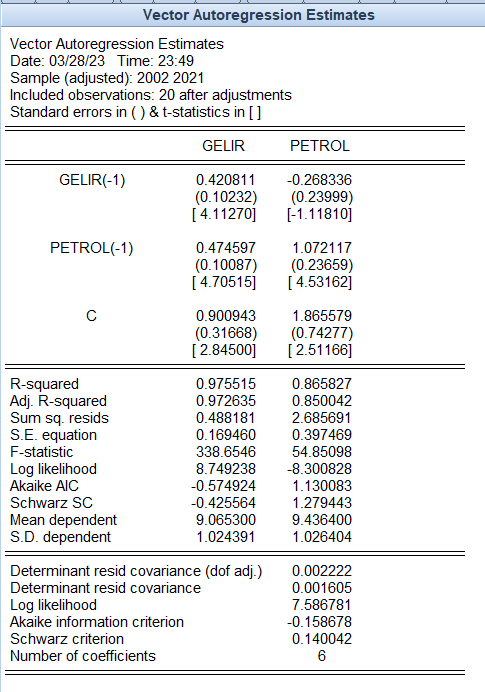 Vector Autoregression Estimates
Vector Autoregression Estimates
Date: 03/28/23 Time: 23:49
Sample (adjusted): 2002 2021
Included observations: 20 after adjustments
Standard errors in ( ) & t-statistics in [ ]
GELIR PETROL
GELIR(-1) 0.420811 -0.268336
(0.10232) (0.23999)
[ 4.11270] [-1.11810]
PETROL(-1) 0.474597 1.072117
(0.10087) (0.23659)
[ 4.70515] [ 4.53162]
C 0.900943 1.865579
(0.31668) (0.74277)
[ 2.84500] [ 2.51166]
R-squared 0.975515 0.865827
Adj. R-squared 0.972635 0.850042
Sum sq. resids 0.488181 2.685691
S.E. equation 0.169460 0.397469
F-statistic 338.6546 54.85098
Log likelihood 8.749238 -8.300828
Akaike AIC -0.574924 1.130083
Schwarz SC -0.425564 1.279443
Mean dependent 9.065300 9.436400
S.D. dependent 1.024391 1.026404
Determinant resid covariance (dof adj.) 0.002222
Determinant resid covariance 0.001605
Log likelihood 7.586781
Akaike information criterion -0.158678
Schwarz criterion 0.140042
Number of coefficients 6